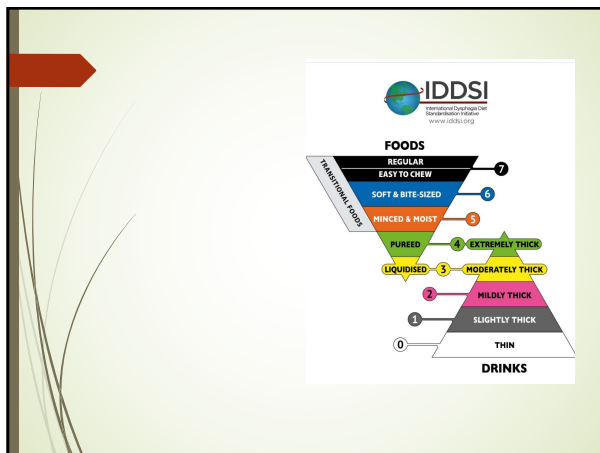 IDDSI
International Dysphagia Diet
Standardisation Initiative
www.iddsi.org
FOODS
REGULAR
EASY TO CHEW
7
TRANSITIONAL FOODS
SOFT & BITE-SIZED
6
MINCED & MOIST
5
PUREED
4
EXTREMELY THICK
LIQUIDISED
3
MODERATELY THICK
2
MILDLY THICK
1
SLIGHTLY THICK
0
THIN
DRINKS